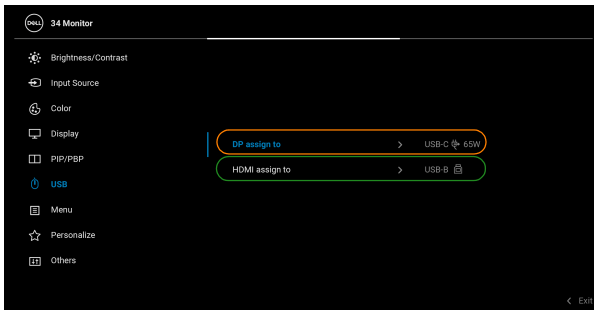 DELL
34 Monitor
Brightness/Contrast
Input Source
Color
Display
PIP/PBP
USB
Menu
Personalize
Others
DP assign to > USB-C 65W
HDMI assign to > USB-B
< Exit